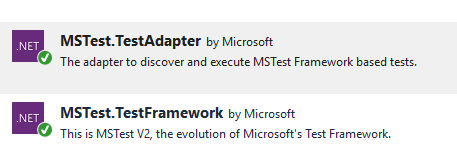 .NET
MSTest.TestAdapter by Microsoft
The adapter to discover and execute MSTest Framework based tests.
.NET
MSTest.TestFramework by Microsoft
This is MSTest V2, the evolution of Microsoft's Test Framework.